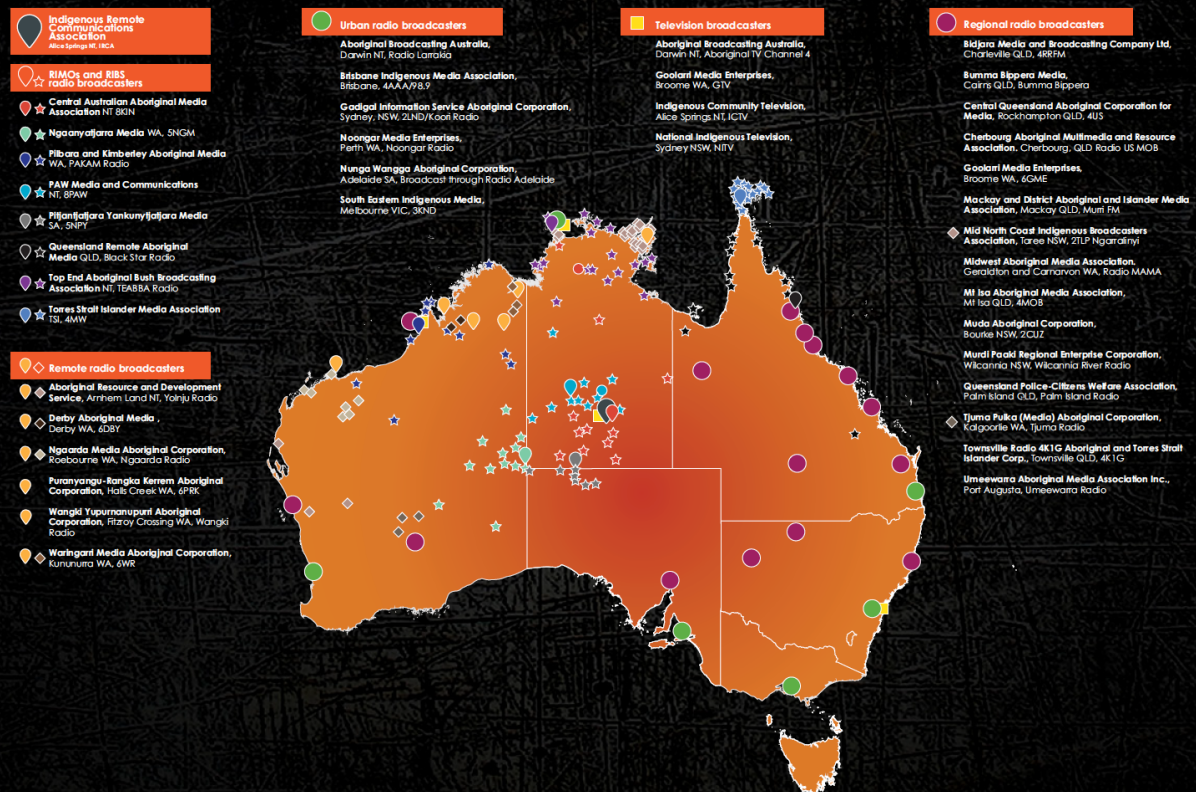 Indigenous Remote
Communications
Association
Alice Springs NT, IRCA
RIMOs and RIBS
radio broadcasters
Central Australian Aboriginal Media
Association NT 8KIN
Ngaanyatjarra Media WA, 5NGM
Pilbara and Kimberley Aboriginal Media
WA, PAKAM Radio
PAW Media and Communications
NT, 8PAW
Pitjantjatjara Yankunytjatjara Media
SA, 5NPY
Queensland Remote Aboriginal
Media QLD, Black Star Radio
Top End Aboriginal Bush Broadcasting
Association NT, TEABBA Radio
Torres Strait Islander Media Association
TSI, 4MW
Remote radio broadcasters
Aboriginal Resource and Development
Service, Arnhem Land NT, Yolnju Radio
Derby Aboriginal Media ,
Derby WA, 6DBY
Ngaarda Media Aboriginal Corporation,
Roebourne WA, Ngaarda Radio
Puranyangu-Rangka Kerrem Aboriginal
Corporation, Halls Creek WA, 6PRK
Wangki Yupurnanupurri Aboriginal
Corporation, Fitzroy Crossing WA, Wangki
Radio
Waringarri Media Aboriginal Corporation,
Kununurra WA, 6WR
Urban radio broadcasters
Aboriginal Broadcasting Australia,
Darwin NT, Radio Larrakia
Brisbane Indigenous Media Association,
Brisbane, 4AAA/98.9
Gadigal Information Service Aboriginal Corporation,
Sydney, NSW, 2LND/Koori Radio
Noongar Media Enterprises,
Perth WA, Noongar Radio
Nunga Wangga Aboriginal Corporation,
Adelaide SA, Broadcast through Radio Adelaide
South Eastern Indigenous Media,
Melbourne VIC, 3KND
Television broadcasters
Aboriginal Broadcasting Australia,
Darwin NT, Aboriginal TV Channel 4
Goolarri Media Enterprises,
Broome WA, GTV
Indigenous Community Television,
Alice Springs NT, ICTV
National Indigenous Television,
Sydney NSW, NITV
Regional radio broadcasters
Bidjara Media and Broadcasting Company Ltd,
Charleville QLD, 4RRFM
Bumma Bippera Media,
Cairns QLD, Bumma Bippera
Central Queensland Aboriginal Corporation for
Media, Rockhampton QLD, 4US
Cherbourg Aboriginal Multimedia and Resource
Association. Cherbourg, QLD Radio US MOB
Goolarri Media Enterprises,
Broome WA, 6GME
Mackay and District Aboriginal and Islander Media
Association, Mackay QLD, Murri FM
Mid North Coast Indigenous Broadcasters
Association, Taree NSW, 2TLP Ngarralinyi
Midwest Aboriginal Media Association.
Geraldton and Carnarvon WA, Radio MAMA
Mt Isa Aboriginal Media Association,
Mt Isa QLD, 4MOB
Muda Aboriginal Corporation,
Bourke NSW, 2CUZ
Murdi Paaki Regional Enterprise Corporation,
Wilcannia NSW, Wilcannia River Radio
Queensland Police-Citizens Welfare Association,
Palm Island QLD, Palm Island Radio
Tjuma Pulka (Media) Aboriginal Corporation,
Kalgoorlie WA, Tjuma Radio
Townsville Radio 4K1G Aboriginal and Torres Strait
Islander Corp., Townsville QLD, 4K1G
Umeewarra Aboriginal Media Association Inc.,
Port Augusta, Umeewarra Radio